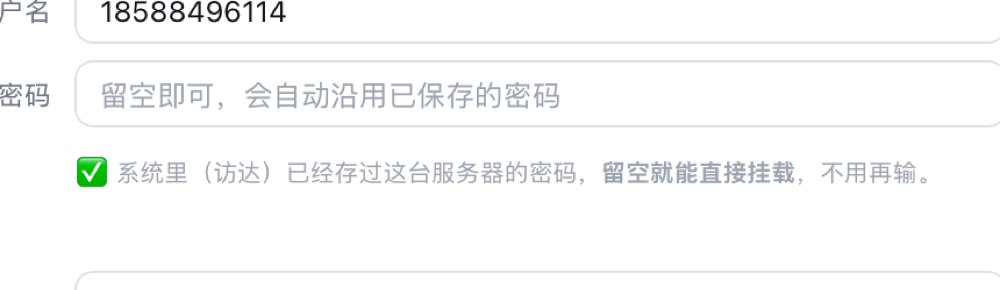 户名 18588496114
密码 留空即可，会自动沿用已保存的密码
✅ 系统里（访达）已经存过这台服务器的密码，留空就能直接挂载，不用再输。